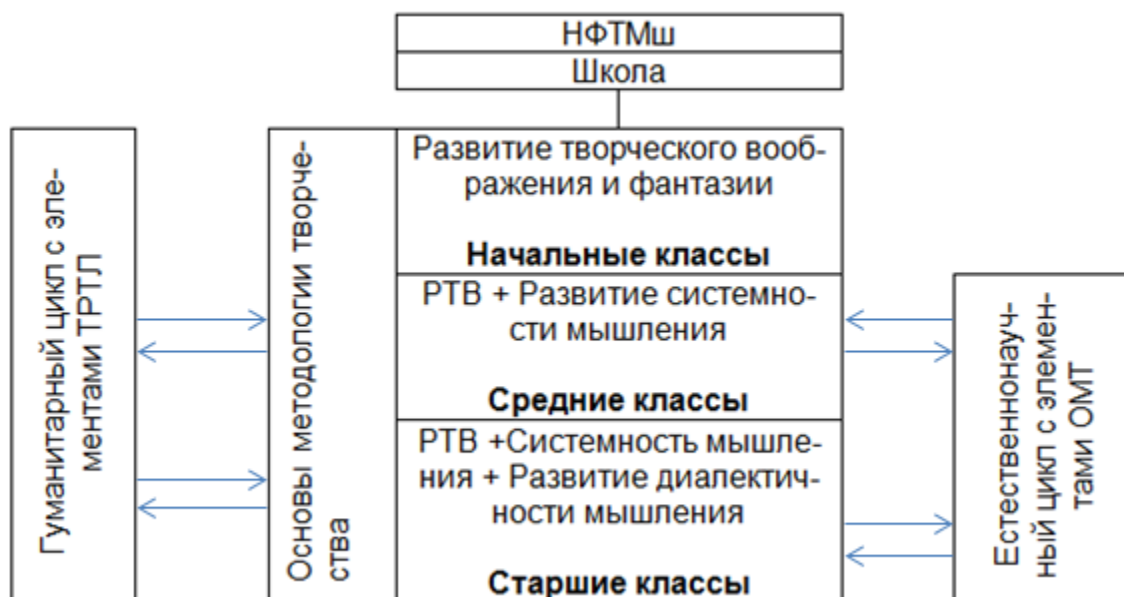 НФТМш
Школа
Гуманитарный цикл с эле-
ментами ТРТЛ
Основы методологии творче-
ства
Развитие творческого вооб-
ражения и фантазии
Начальные классы
РТВ + Развитие системно-
сти мышления
Средние классы
РТВ +Системность мышле-
ния + Развитие диалектич-
ности мышления
Старшие классы
Естественнонауч-
ный цикл с элемен-
тами ОМТ